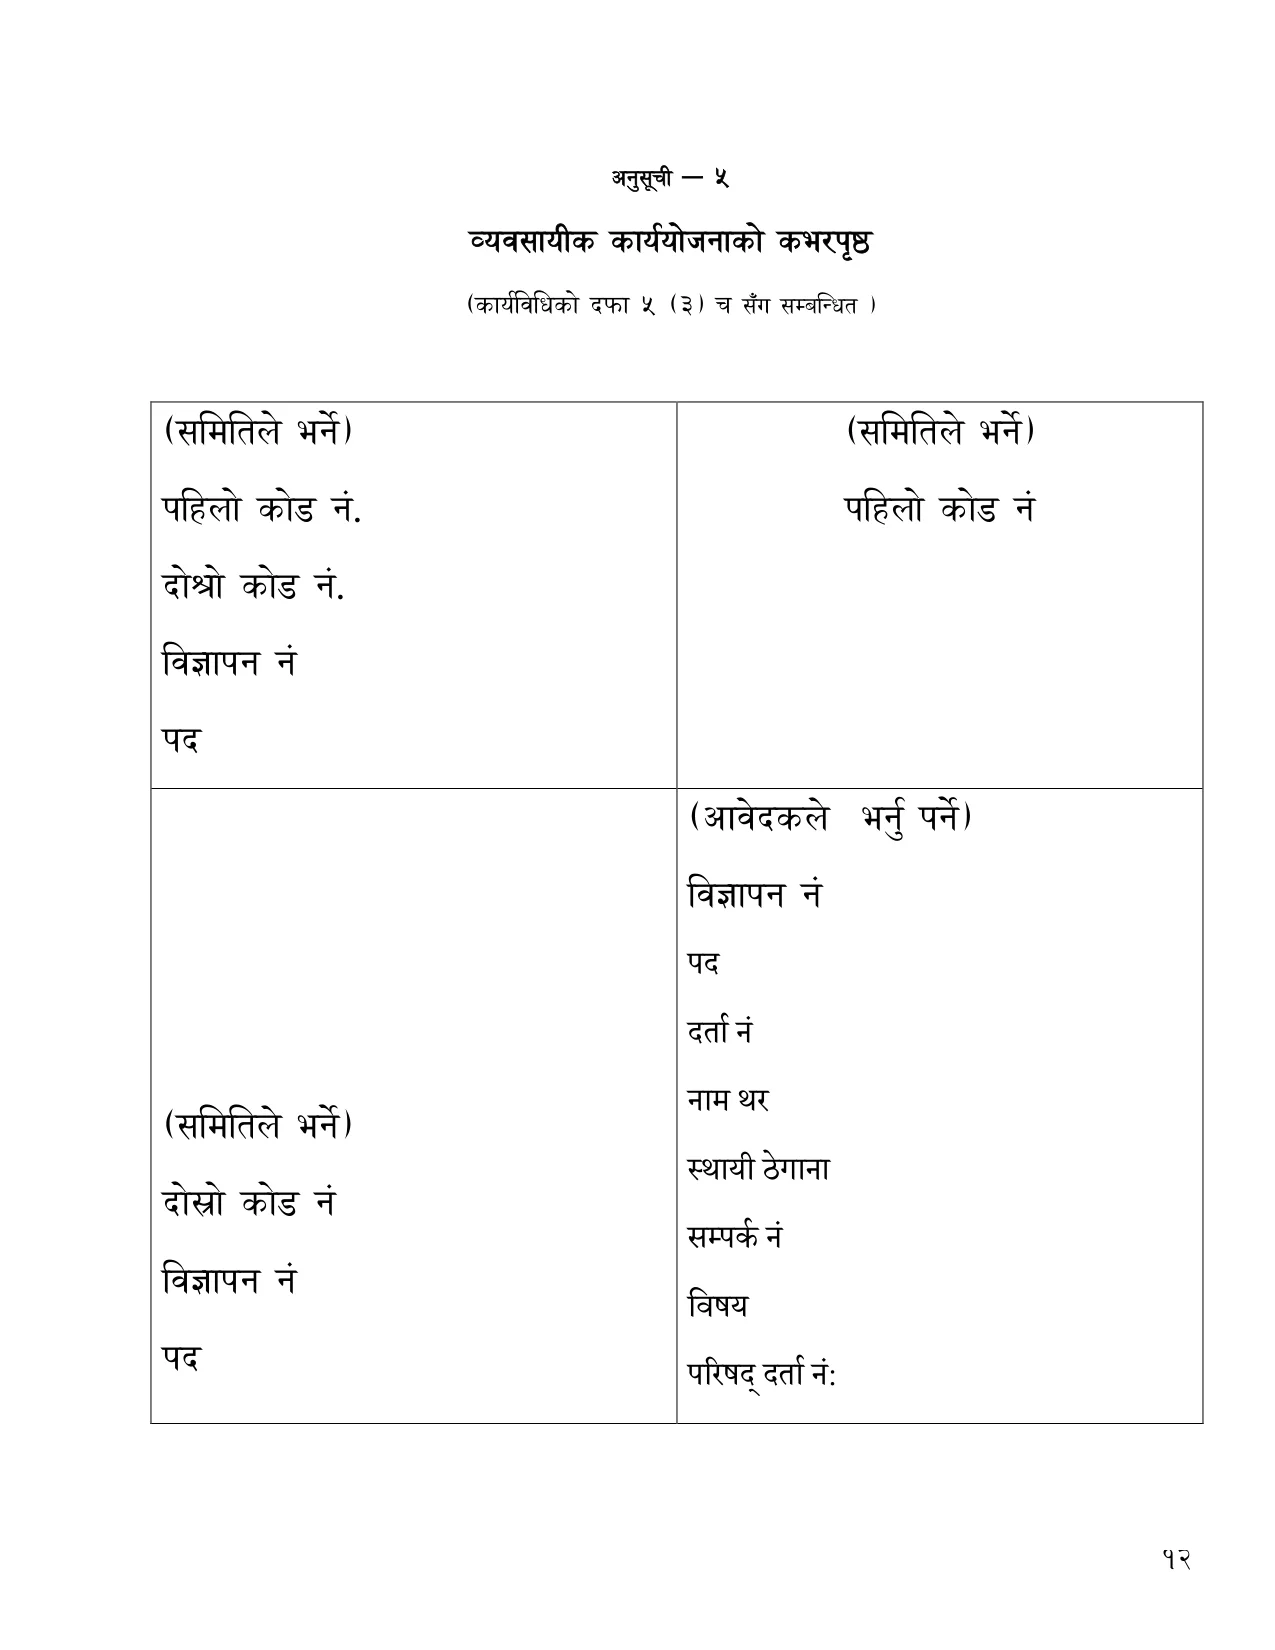 अनुसूची – ५
व्यवसायीक कार्ययोजनाको कभरपृष्ठ
(कार्यविधिको दफा ५ (३) च सँग सम्बन्धित )
(समितिले भर्ने)
पहिलो कोड नं.
दोश्रो कोड नं.
विज्ञापन नं
पद
(समितिले भर्ने)
पहिलो कोड नं
(समितिले भर्ने)
दोस्रो कोड नं
विज्ञापन नं
पद
(आवेदकले भर्नु पर्ने)
विज्ञापन नं
पद
दर्ता नं
नाम थर
स्थायी ठेगाना
सम्पर्क नं
विषय
परिषद् दर्ता नं:
१२